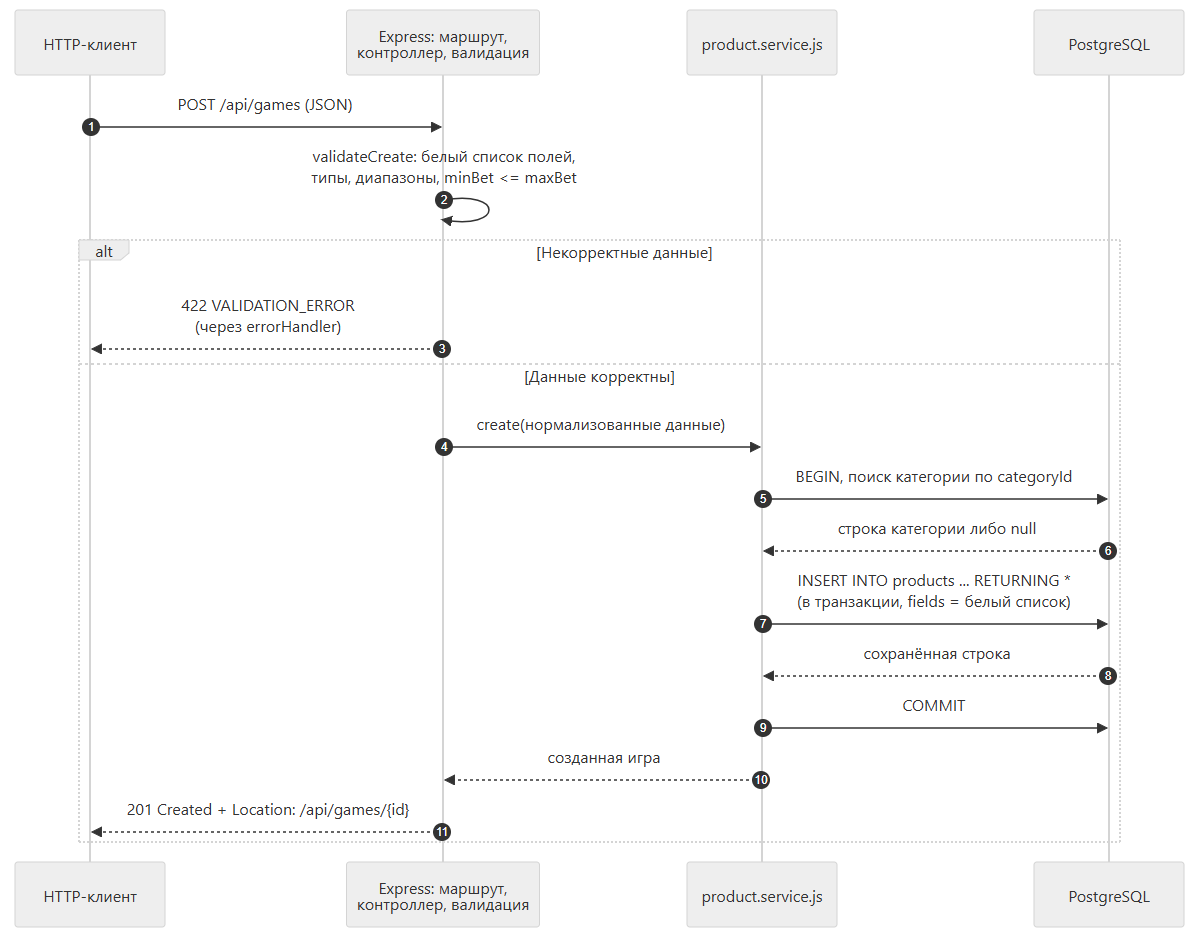 HTTP-клиент
Express: маршрут,
контроллер, валидация
product.service.js
PostgreSQL
POST /api/games (JSON)
1
validateCreate: белый список полей,
типы, диапазоны, minBet <= maxBet
2
alt
[Некорректные данные]
422 VALIDATION_ERROR
(через errorHandler)
3
[Данные корректны]
create(нормализованные данные)
4
BEGIN, поиск категории по categoryId
5
строка категории либо null
6
INSERT INTO products ... RETURNING *
(в транзакции, fields = белый список)
7
сохранённая строка
8
COMMIT
9
созданная игра
10
201 Created + Location: /api/games/{id}
11
HTTP-клиент
Express: маршрут,
контроллер, валидация
product.service.js
PostgreSQL